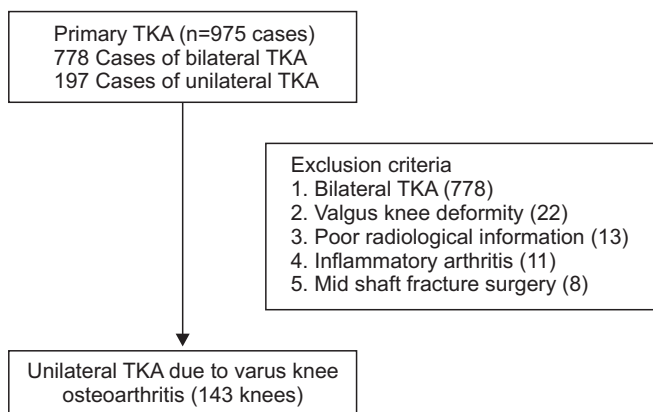 Primary TKA (n=975 cases)
778 Cases of bilateral TKA
197 Cases of unilateral TKA
Exclusion criteria
1. Bilateral TKA (778)
2. Valgus knee deformity (22)
3. Poor radiological information (13)
4. Inflammatory arthritis (11)
5. Mid shaft fracture surgery (8)
Unilateral TKA due to varus knee
osteoarthritis (143 knees)